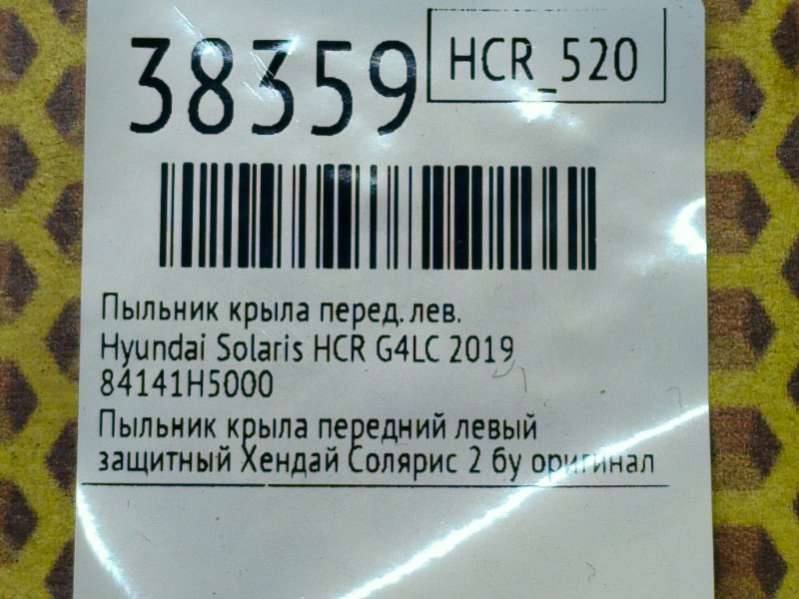 38359
HCR_520
Пыльник крыла перед. лев.
Hyundai Solaris HCR G4LC 2019
84141H5000
Пыльник крыла передний левый
защитный Хендай Солярис 2 бу оригинал